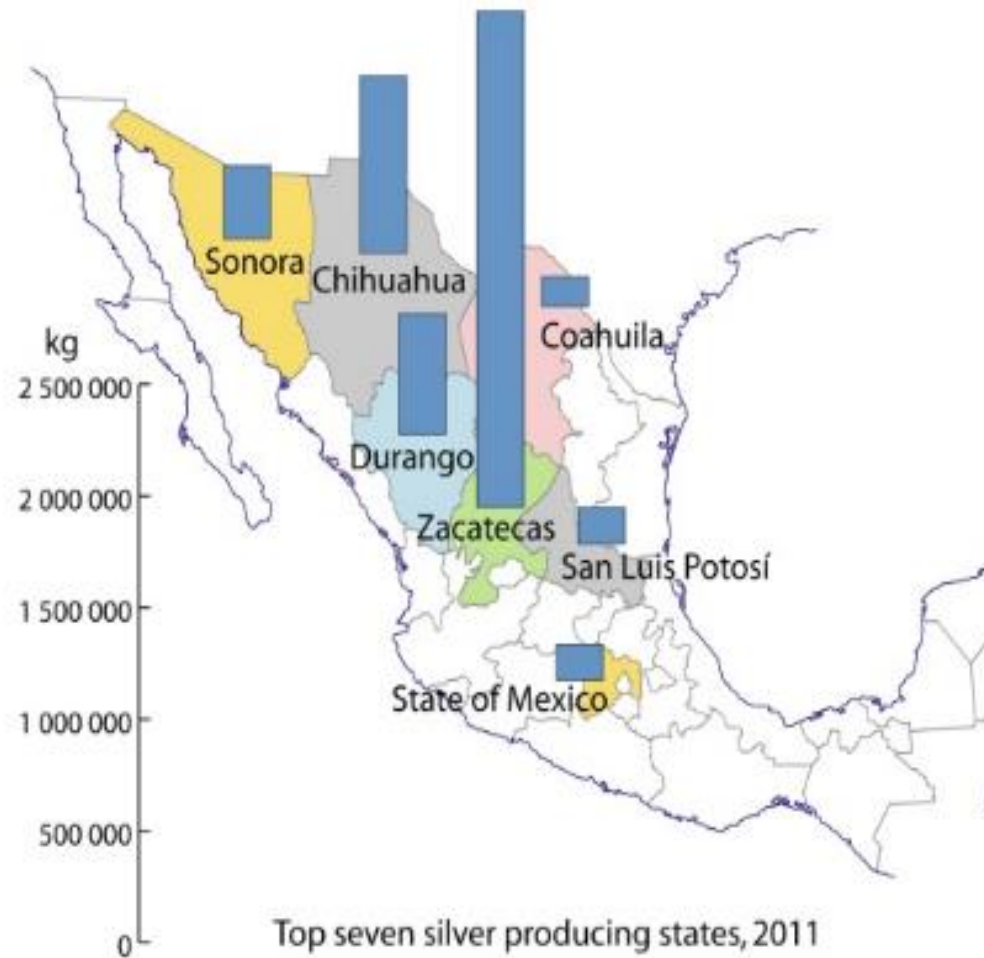 Sonora
Chihuahua
Coahuila
kg
2 500 000
Durango
2 000 000
Zacatecas
San Luis Potosí
1 500 000
State of Mexico
1 000 000
500 000
0
Top seven silver producing states, 2011